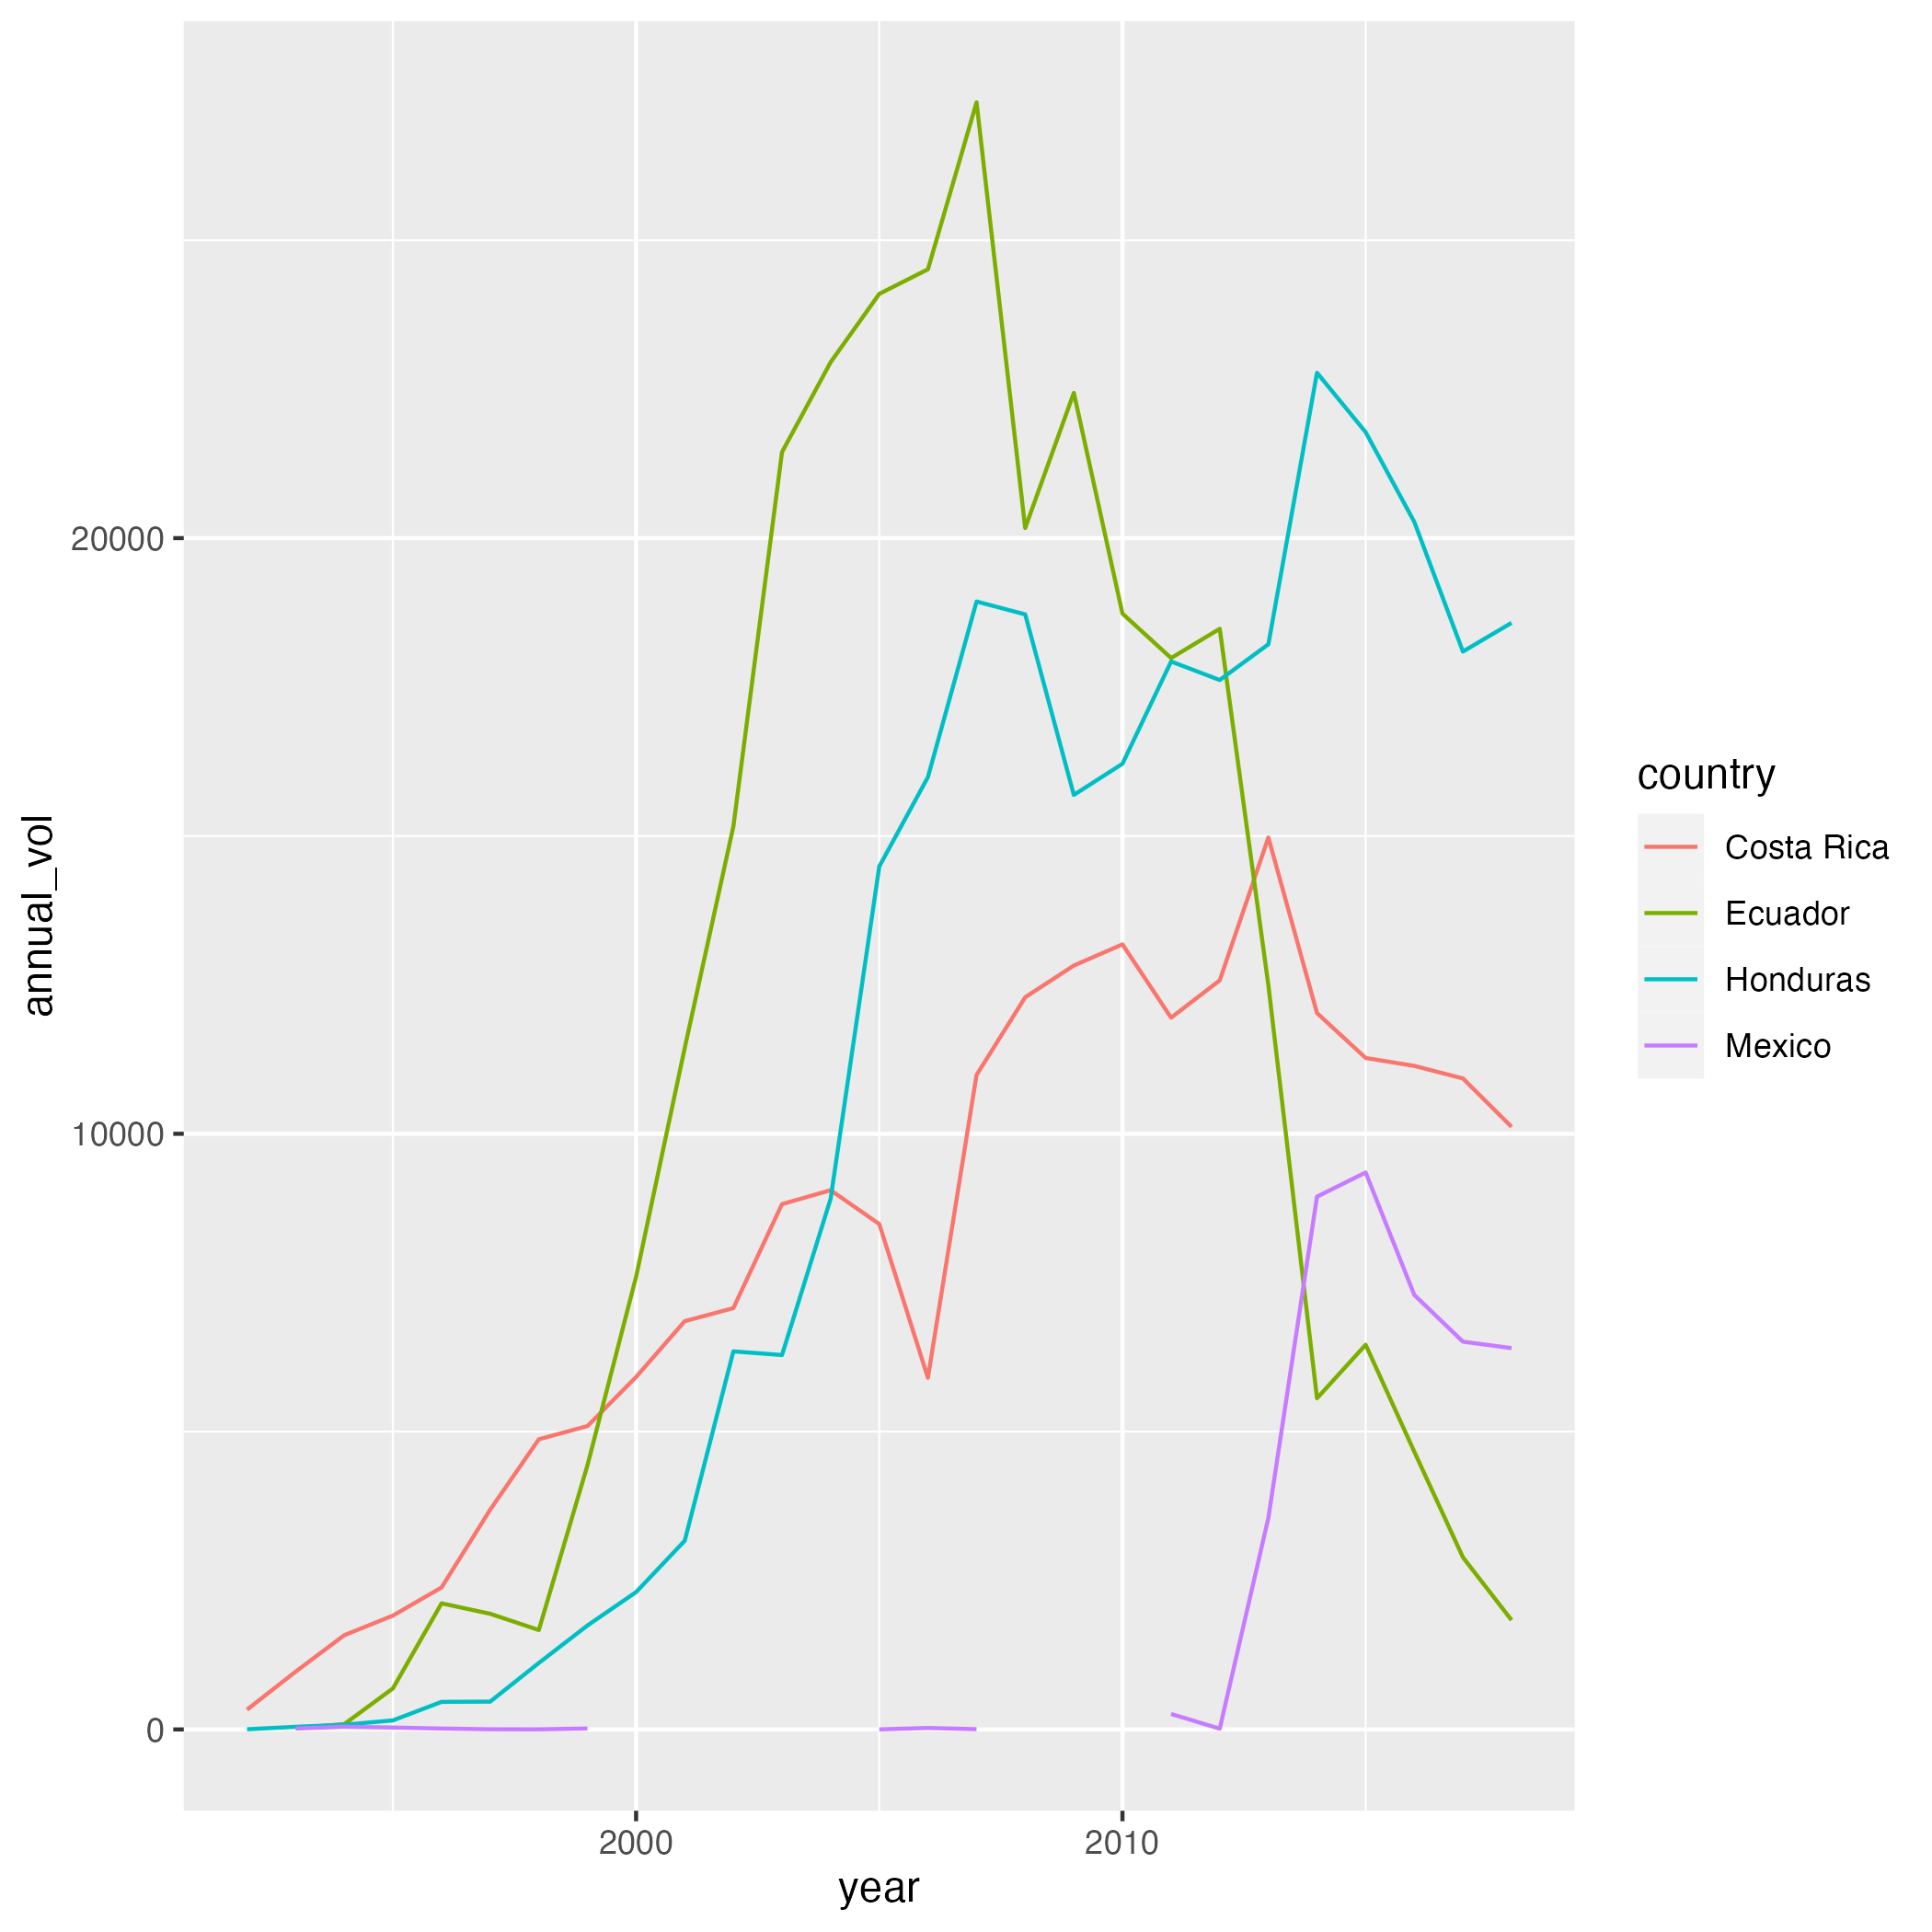 annual_vol
20000
10000
0
2000
2010
year
country
Costa Rica
Ecuador
Honduras
Mexico